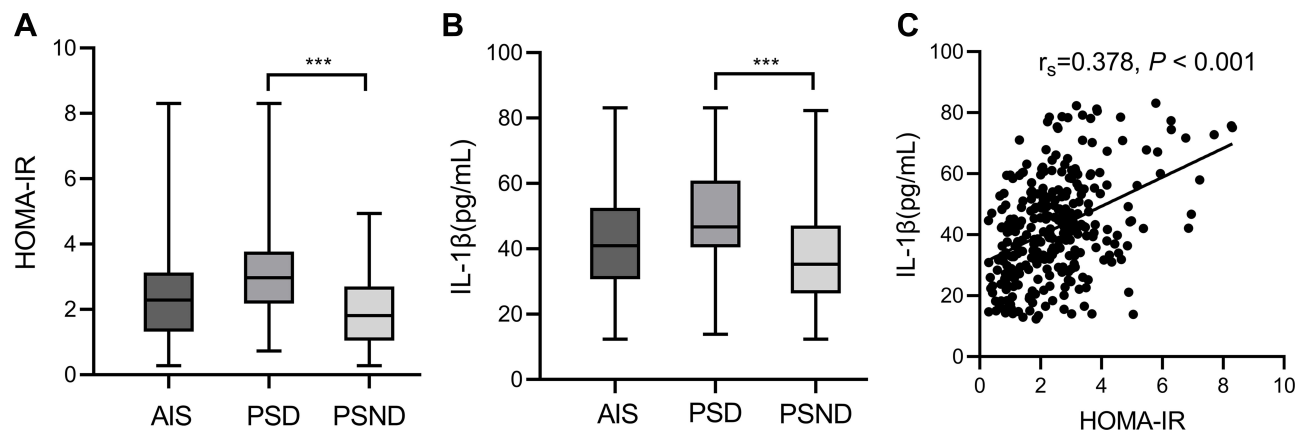 A
HOMA-IR
10
8
6
4
2
0
***
AIS
PSD
PSND
B
IL-1β(pg/mL)
100
80
60
40
20
0
***
AIS
PSD
PSND
C
IL-1β(pg/mL)
100
80
60
40
20
0
rs=0.378, P < 0.001
0
2
4
6
8
10
HOMA-IR